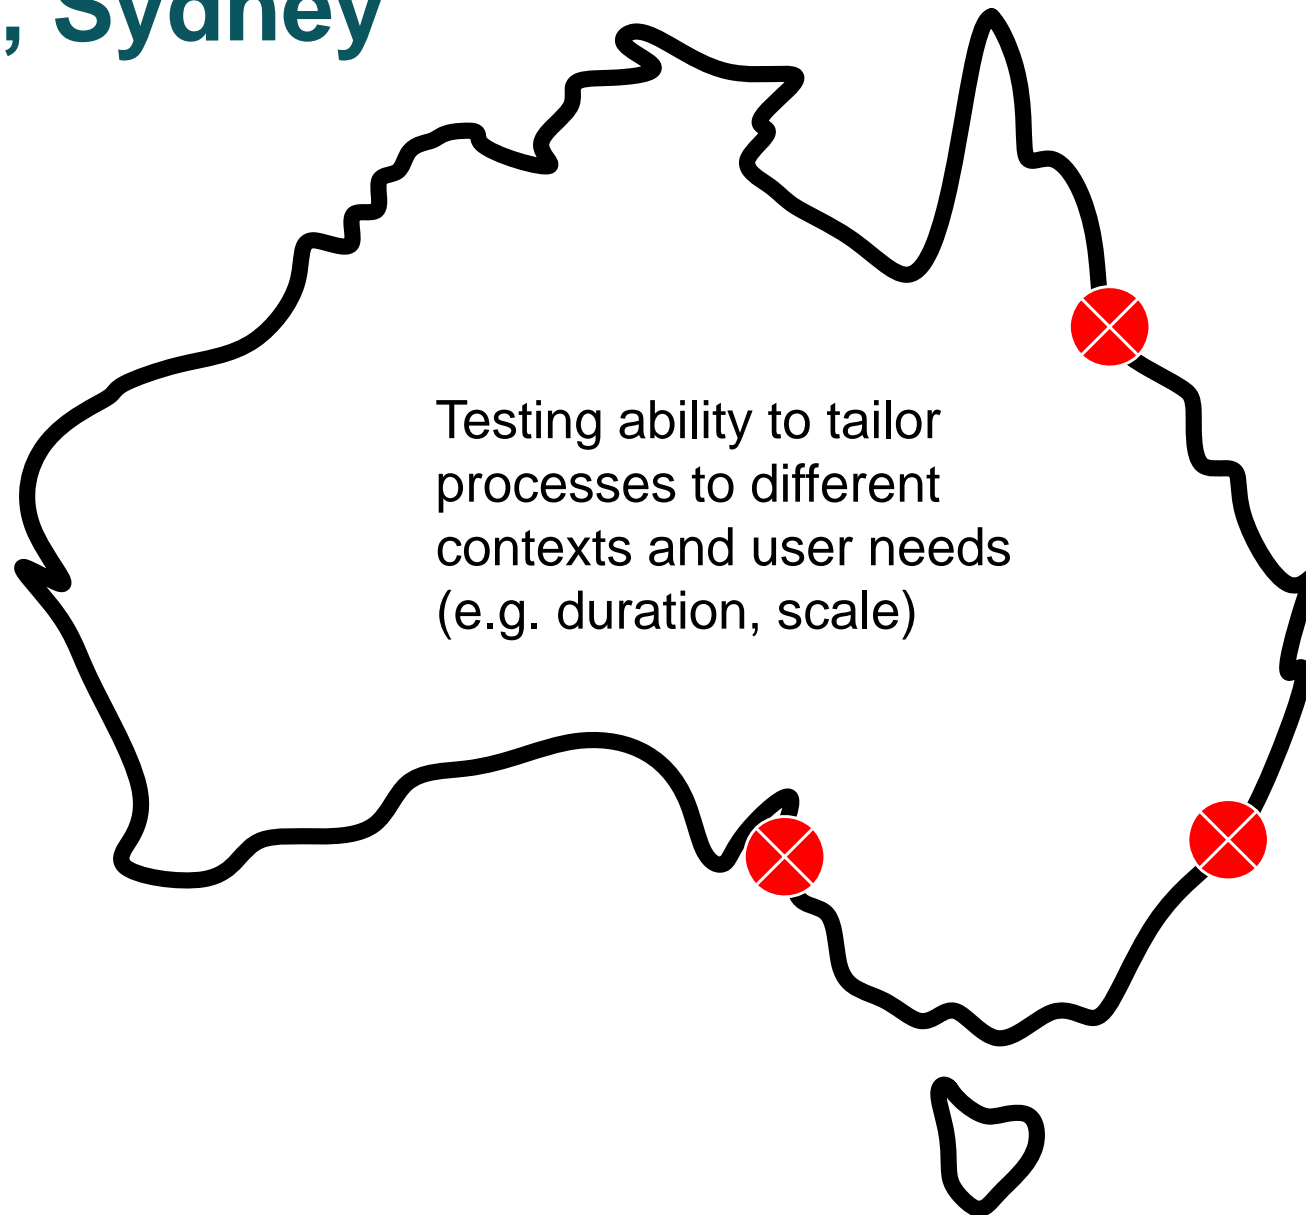 , Sydney
Testing ability to tailor
processes to different
contexts and user needs
(e.g. duration, scale)